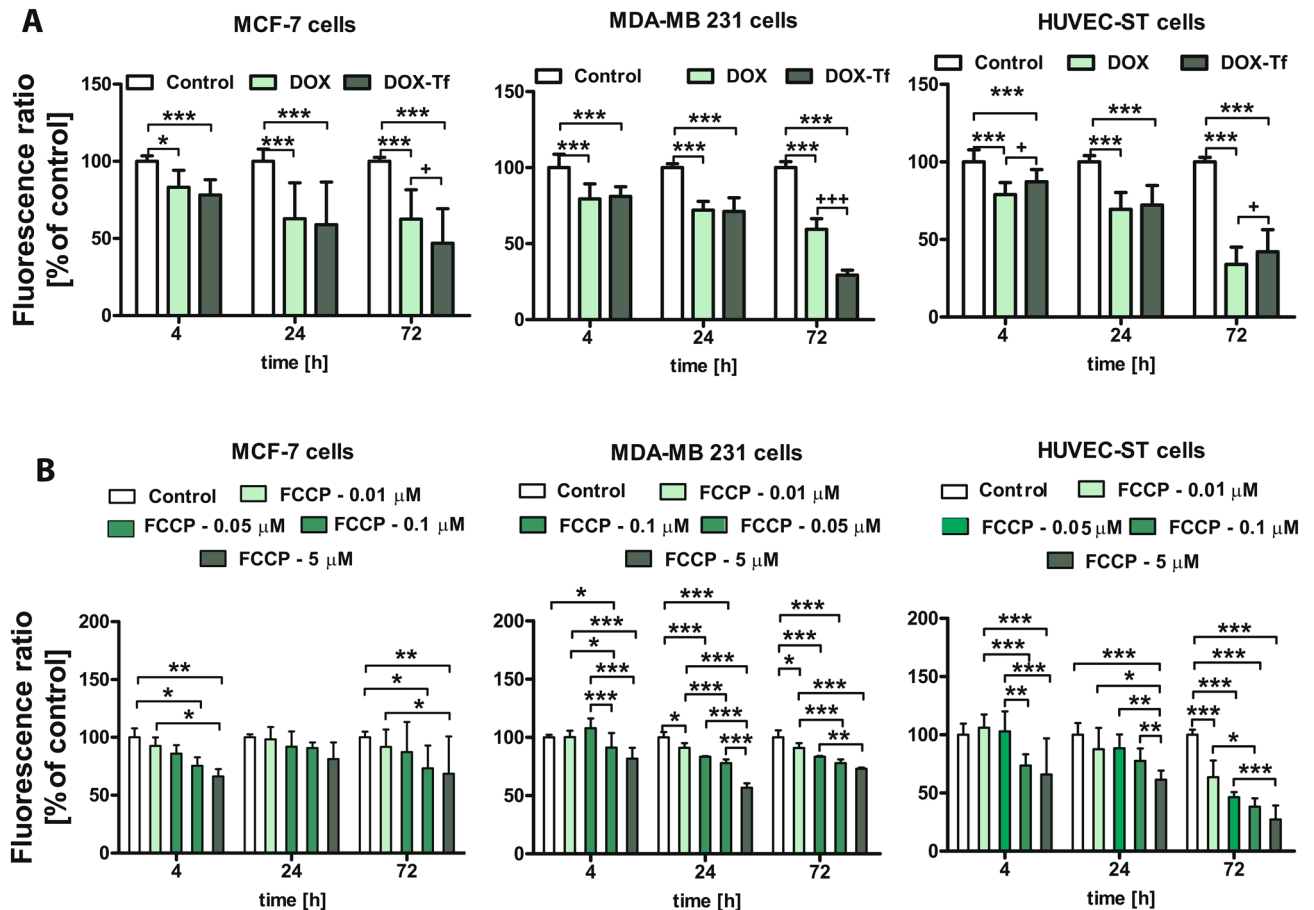 A
MCF-7 cells
MDA-MB 231 cells
HUVEC-ST cells
Fluorescence ratio
[% of control]
Control DOX DOX-Tf
150
100
50
0
*** *** ***
* *** ***
+
4 24 72
time [h]
Control DOX DOX-Tf
150
100
50
0
*** *** ***
*** *** ***
+++
4 24 72
time [h]
Control DOX DOX-Tf
150
100
50
0
*** *** ***
*** + *** ***
+
4 24 72
time [h]
B
MCF-7 cells
MDA-MB 231 cells
HUVEC-ST cells
Fluorescence ratio
[% of control]
Control FCCP - 0.01 μM
FCCP - 0.05 μM FCCP - 0.1 μM
FCCP - 5 μM
200
150
100
50
0
** **
* *
* *
4 24 72
time [h]
Control FCCP - 0.01 μM
FCCP - 0.1 μM FCCP - 0.05 μM
FCCP - 5 μM
200
150
100
50
0
* *** ***
*** *** ***
* *** *
*** *** ***
*** * *** ***
*** **
4 24 72
time [h]
Control FCCP - 0.01 μM
FCCP - 0.05 μM FCCP - 0.1 μM
FCCP - 5 μM
200
150
100
50
0
*** *** ***
*** * ***
*** ** ***
** ** ***
*
***
4 24 72
time [h]